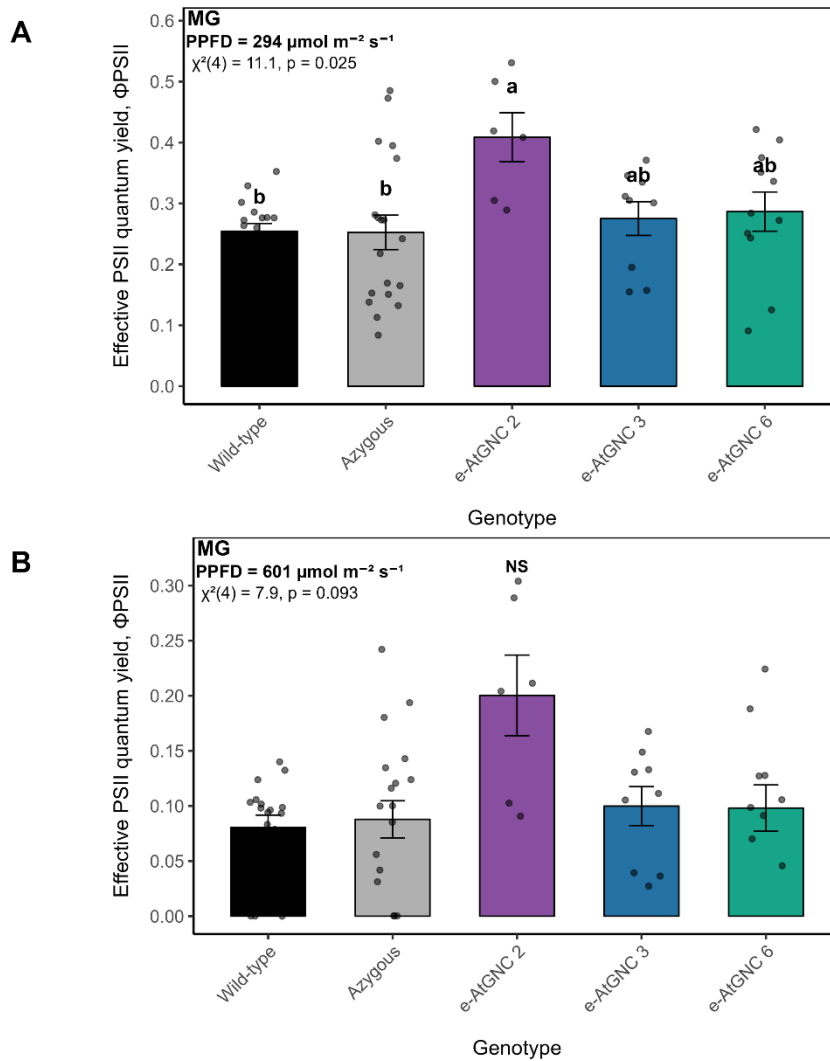 A
MG
PPFD = 294 μmol m⁻² s⁻¹
χ²(4) = 11.1, p = 0.025
Effective PSII quantum yield, ΦPSII
0.6
0.5
0.4
0.3
0.2
0.1
0.0
b
b
a
ab
ab
Wild-type
Azygous
e-AtGNC 2
e-AtGNC 3
e-AtGNC 6
Genotype
B
MG
PPFD = 601 μmol m⁻² s⁻¹
χ²(4) = 7.9, p = 0.093
Effective PSII quantum yield, ΦPSII
0.30
0.25
0.20
0.15
0.10
0.05
0.00
NS
Wild-type
Azygous
e-AtGNC 2
e-AtGNC 3
e-AtGNC 6
Genotype